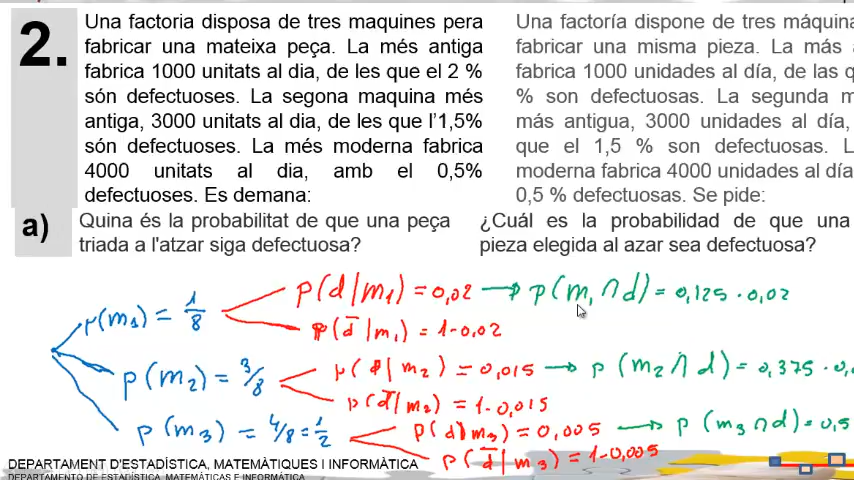 2.
Una factoria disposa de tres maquines pera
fabricar una mateixa peça. La més antiga
fabrica 1000 unitats al dia, de les que el 2 %
són defectuoses. La segona maquina més
antiga, 3000 unitats al dia, de les que l'1,5%
són defectuoses. La més moderna fabrica
4000 unitats al dia, amb el 0,5%
defectuoses. Es demana:
Una factoría dispone de tres máquina
fabricar una misma pieza. La más
fabrica 1000 unidades al día, de las q
% son defectuosas. La segunda m
más antigua, 3000 unidades al día,
que el 1,5 % son defectuosas. L
moderna fabrica 4000 unidades al día
0,5 % defectuosas. Se pide:
a)
Quina és la probabilitat de que una peça
triada a l'atzar siga defectuosa?
¿Cuál es la probabilidad de que una
pieza elegida al azar sea defectuosa?
p(m₁) = 1/8
p(d|m₁) = 0,02 → p(m₁∩d) = 0,125 · 0,02
p(d̄|m₁) = 1-0,02
p(m₂) = 3/8
p(d|m₂) = 0,015 → p(m₂∩d) = 0,375 · 0,
p(d̄|m₂) = 1-0,015
p(m₃) = 4/8 = 1/2
p(d|m₃) = 0,005 → p(m₃∩d) = 0,5
p(d̄|m₃) = 1-0,005
DEPARTAMENT D'ESTADÍSTICA, MATEMÀTIQUES I INFORMÀTICA
DEPARTAMENTO DE ESTADÍSTICA, MATEMÁTICAS E INFORMÁTICA